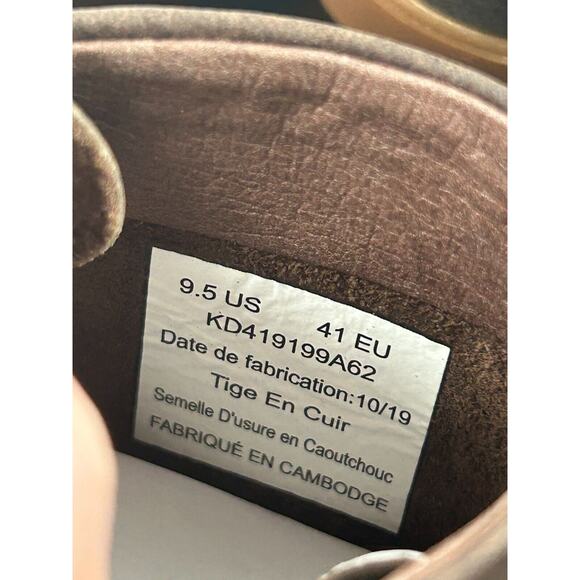 9.5 US 41 EU
KD419199A62
Date de fabrication:10/19
Tige En Cuir
Semelle D'usure en Caoutchouc
FABRIQUÉ EN CAMBODGE